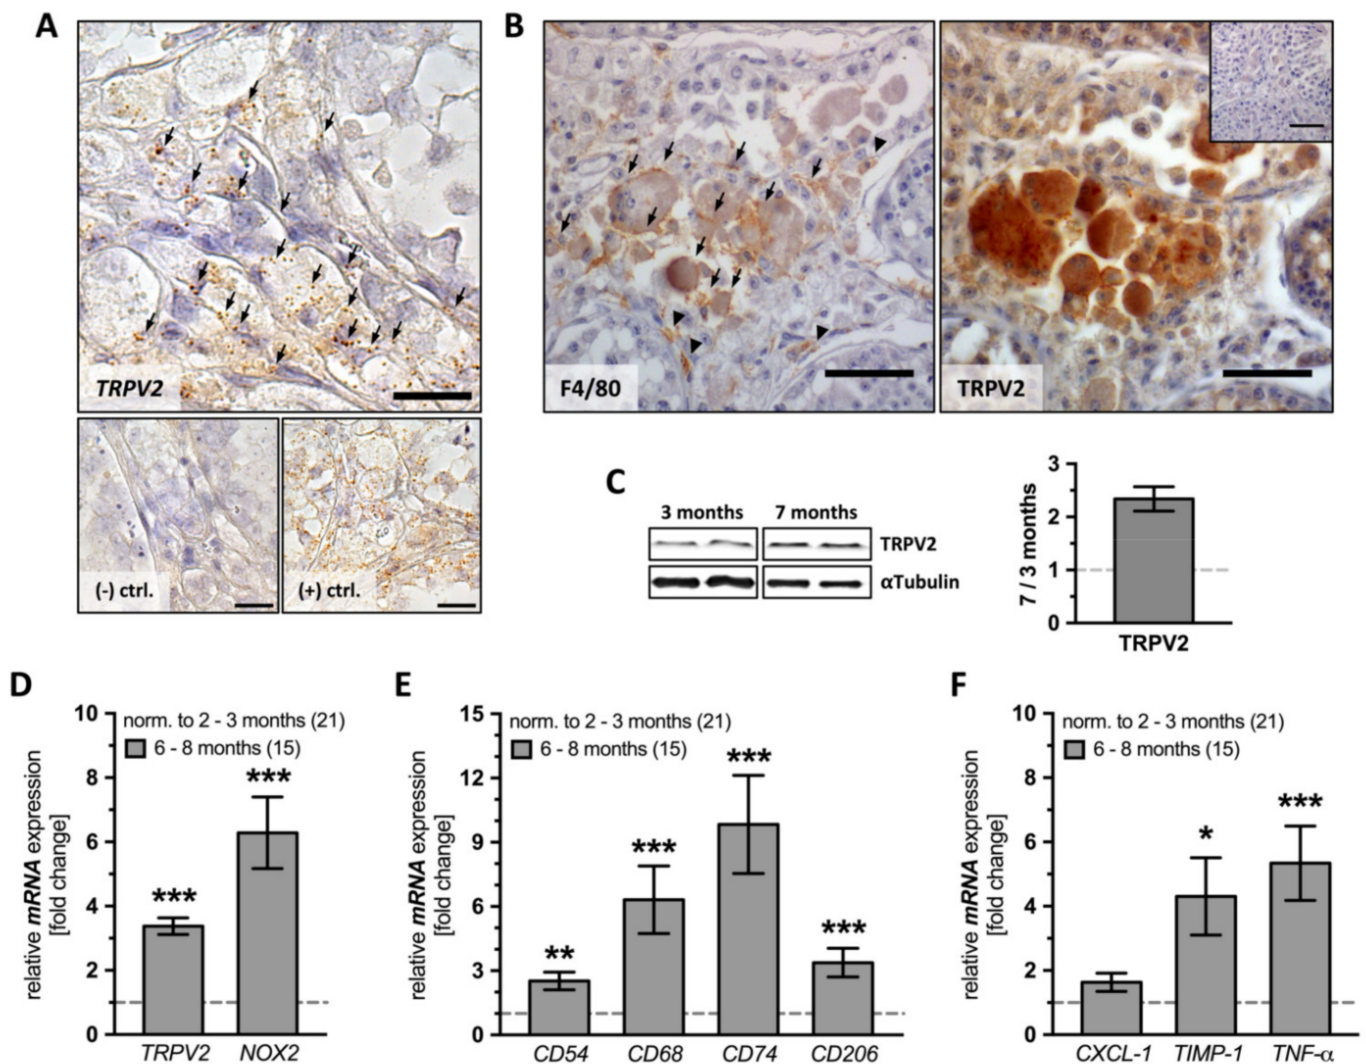 A
B
TRPV2
(-) ctrl.
(+) ctrl.
F4/80
TRPV2
C
3 months
7 months
TRPV2
αTubulin
7 / 3 months
3
2
1
0
TRPV2
D
relative mRNA expression
[fold change]
norm. to 2 - 3 months (21)
6 - 8 months (15)
10
8
6
4
2
0
***
***
TRPV2 NOX2
E
relative mRNA expression
[fold change]
norm. to 2 - 3 months (21)
6 - 8 months (15)
15
12
9
6
3
0
**
***
***
***
CD54 CD68 CD74 CD206
F
relative mRNA expression
[fold change]
norm. to 2 - 3 months (21)
6 - 8 months (15)
10
8
6
4
2
0
*
***
CXCL-1 TIMP-1 TNF-α